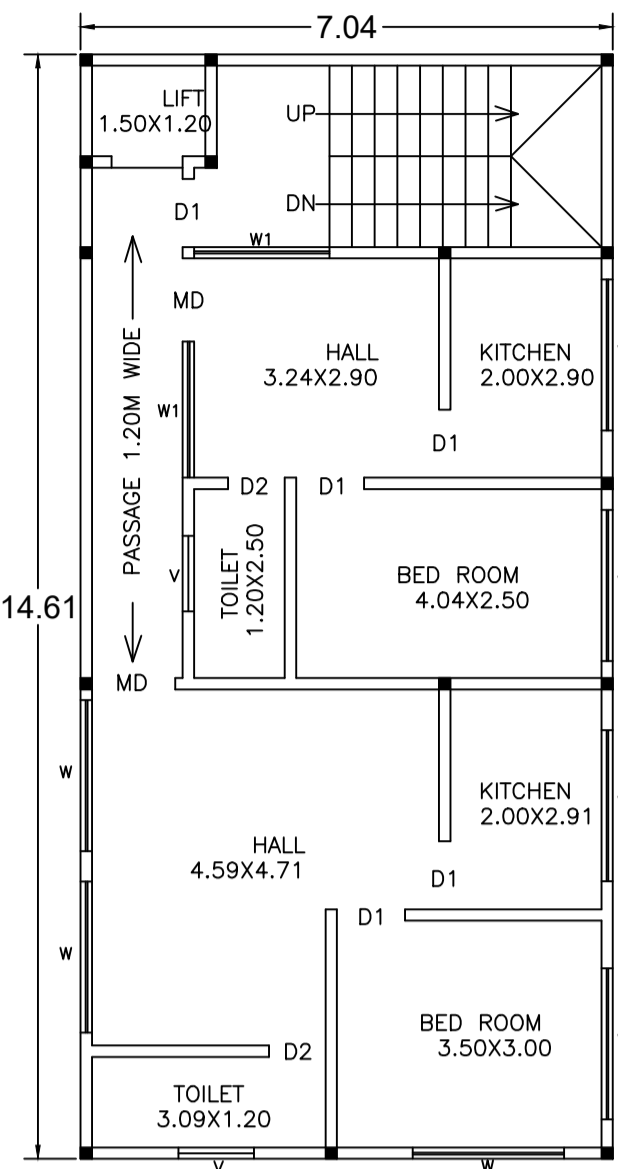 7.04
LIFT
1.50X1.20
UP
DN
D1
W1
MD
HALL
3.24X2.90
KITCHEN
2.00X2.90
PASSAGE 1.20M WIDE
W1
D1
D2
D1
TOILET
1.20X2.50
V
BED ROOM
4.04X2.50
14.61
MD
W
KITCHEN
2.00X2.91
HALL
4.59X4.71
D1
D1
W
BED ROOM
3.50X3.00
D2
TOILET
3.09X1.20
V
W